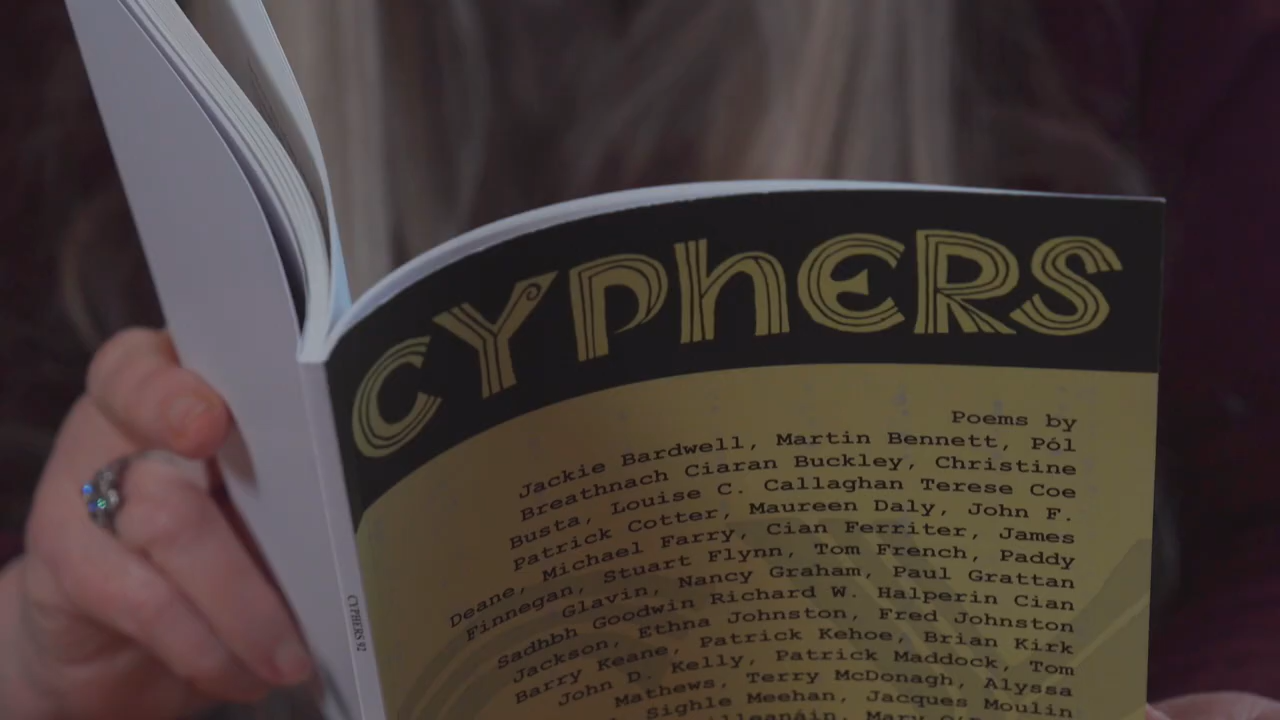 CYPHERS
Poems by
Jackie Bardwell, Martin Bennett, Pól
Breathnach Ciaran Buckley, Christine
Busta, Louise C. Callaghan Terese Coe
Patrick Cotter, Maureen Daly, John F.
Deane, Michael Farry, Cian Ferriter, James
Finnegan, Stuart Flynn, Tom French, Paddy
Glavin, Nancy Graham, Paul Grattan
Sadhbh Goodwin Richard W. Halperin Cian
Jackson, Ethna Johnston, Fred Johnston
Barry Keane, Patrick Kehoe, Brian Kirk
John D. Kelly, Patrick Maddock, Tom
Mathews, Terry McDonagh, Alyssa
Sighle Meehan, Jacques Moulin
Mary
CYPHERS 92